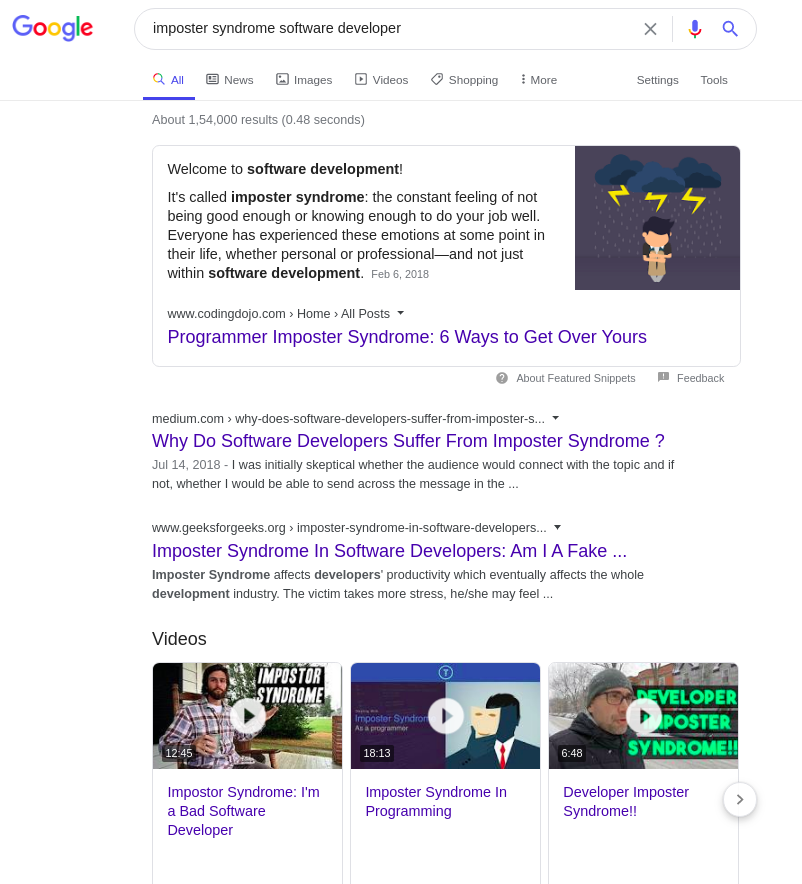 Google
imposter syndrome software developer
All News Images Videos Shopping More Settings Tools
About 1,54,000 results (0.48 seconds)
Welcome to software development!
It's called imposter syndrome: the constant feeling of not
being good enough or knowing enough to do your job well.
Everyone has experienced these emotions at some point in
their life, whether personal or professional—and not just
within software development. Feb 6, 2018
www.codingdojo.com › Home › All Posts
Programmer Imposter Syndrome: 6 Ways to Get Over Yours
About Featured Snippets Feedback
medium.com › why-does-software-developers-suffer-from-imposter-s...
Why Do Software Developers Suffer From Imposter Syndrome ?
Jul 14, 2018 - I was initially skeptical whether the audience would connect with the topic and if
not, whether I would be able to send across the message in the ...
www.geeksforgeeks.org › imposter-syndrome-in-software-developers...
Imposter Syndrome In Software Developers: Am I A Fake ...
Imposter Syndrome affects developers' productivity which eventually affects the whole
development industry. The victim takes more stress, he/she may feel ...
Videos
IMPOSTOR
SYNDROME
12:45
Imposter Syndrom
As a programmer
18:13
DEVELOPER
IMPOSTER
SYNDROME!!
6:48
Impostor Syndrome: I'm
a Bad Software
Developer
Imposter Syndrome In
Programming
Developer Imposter
Syndrome!!